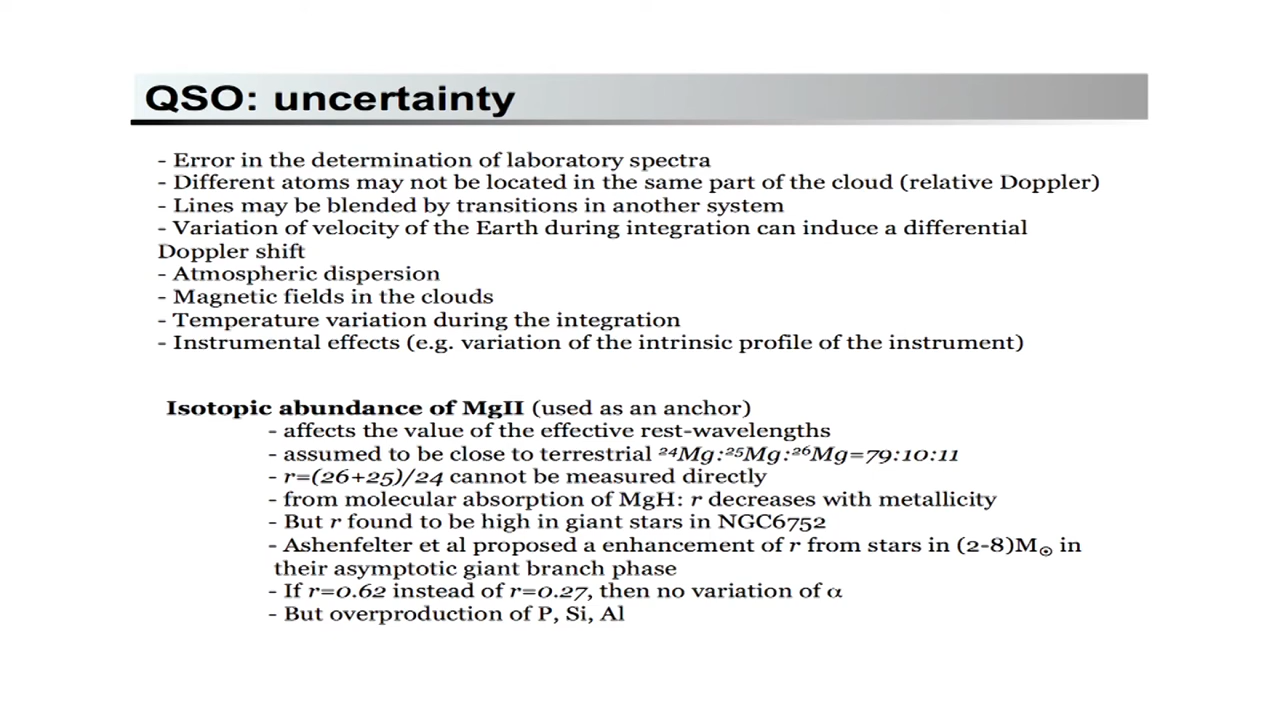 QSO: uncertainty
- Error in the determination of laboratory spectra
- Different atoms may not be located in the same part of the cloud (relative Doppler)
- Lines may be blended by transitions in another system
- Variation of velocity of the Earth during integration can induce a differential
Doppler shift
- Atmospheric dispersion
- Magnetic fields in the clouds
- Temperature variation during the integration
- Instrumental effects (e.g. variation of the intrinsic profile of the instrument)
Isotopic abundance of MgII (used as an anchor)
- affects the value of the effective rest-wavelengths
- assumed to be close to terrestrial ²⁴Mg:²⁵Mg:²⁶Mg=79:10:11
- r=(26+25)/24 cannot be measured directly
- from molecular absorption of MgH: r decreases with metallicity
- But r found to be high in giant stars in NGC6752
- Ashenfelter et al proposed a enhancement of r from stars in (2-8)M⊙ in
their asymptotic giant branch phase
- If r=0.62 instead of r=0.27, then no variation of α
- But overproduction of P, Si, Al